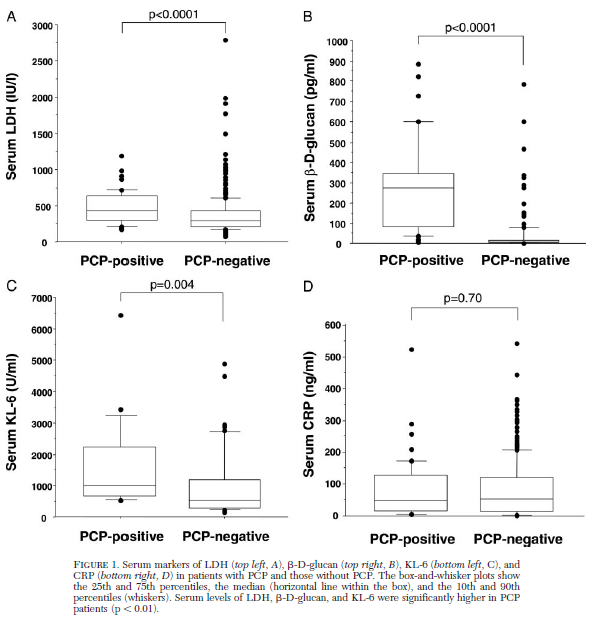 A
p<0.0001
3000
2500
2000
1500
1000
500
0
Serum LDH (IU/l)
PCP-positive PCP-negative
B
p<0.0001
1000
900
800
700
600
500
400
300
200
100
0
Serum β-D-glucan (pg/ml)
PCP-positive PCP-negative
C
p=0.004
7000
6000
5000
4000
3000
2000
1000
0
Serum KL-6 (U/ml)
PCP-positive PCP-negative
D
p=0.70
600
500
400
300
200
100
0
Serum CRP (ng/ml)
PCP-positive PCP-negative
FIGURE 1. Serum markers of LDH (top left, A), β-D-glucan (top right, B), KL-6 (bottom left, C), and
CRP (bottom right, D) in patients with PCP and those without PCP. The box-and-whisker plots show
the 25th and 75th percentiles, the median (horizontal line within the box), and the 10th and 90th
percentiles (whiskers). Serum levels of LDH, β-D-glucan, and KL-6 were significantly higher in PCP
patients (p < 0.01).